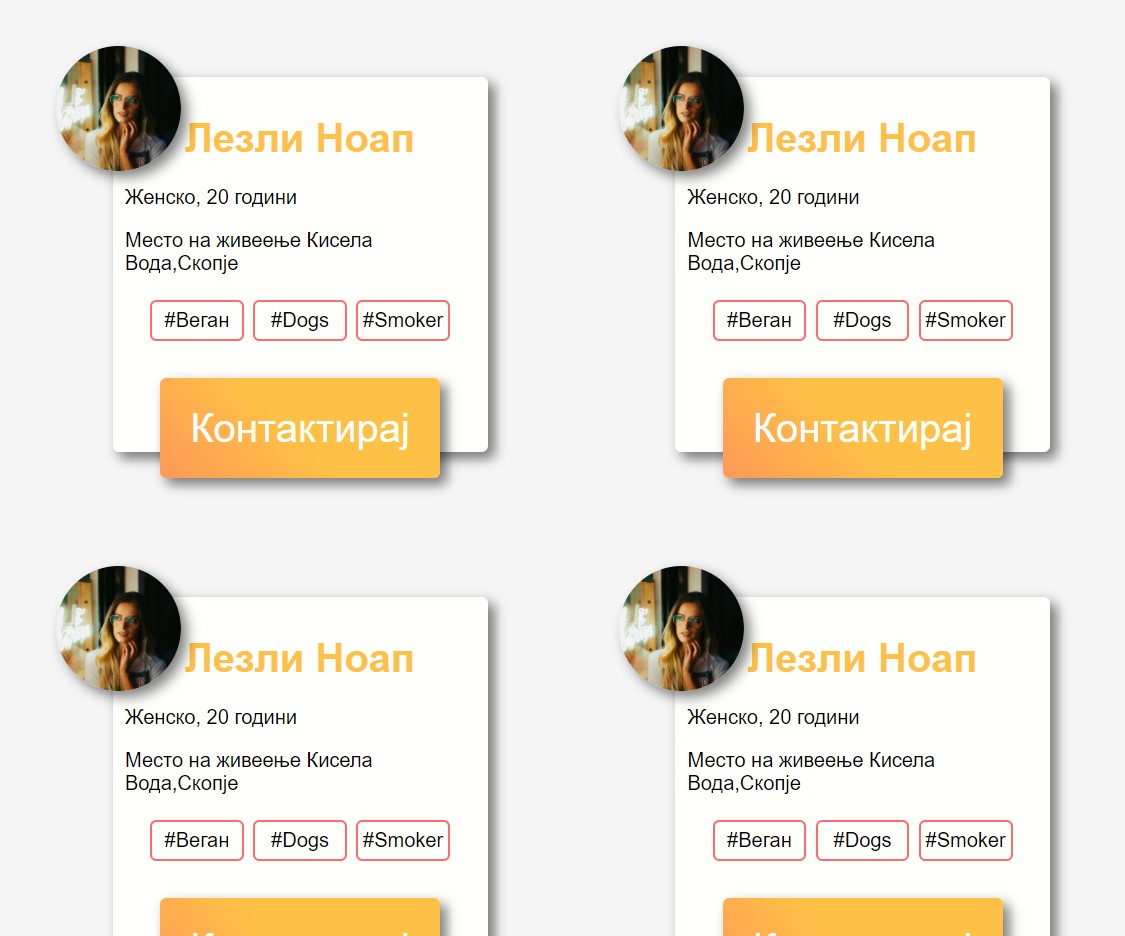 Лезли Ноап
Женско, 20 години
Место на живеење Кисела
Вода,Скопје
#Веган #Dogs #Smoker
Контактирај
Лезли Ноап
Женско, 20 години
Место на живеење Кисела
Вода,Скопје
#Веган #Dogs #Smoker
Контактирај
Лезли Ноап
Женско, 20 години
Место на живеење Кисела
Вода,Скопје
#Веган #Dogs #Smoker
Лезли Ноап
Женско, 20 години
Место на живеење Кисела
Вода,Скопје
#Веган #Dogs #Smoker